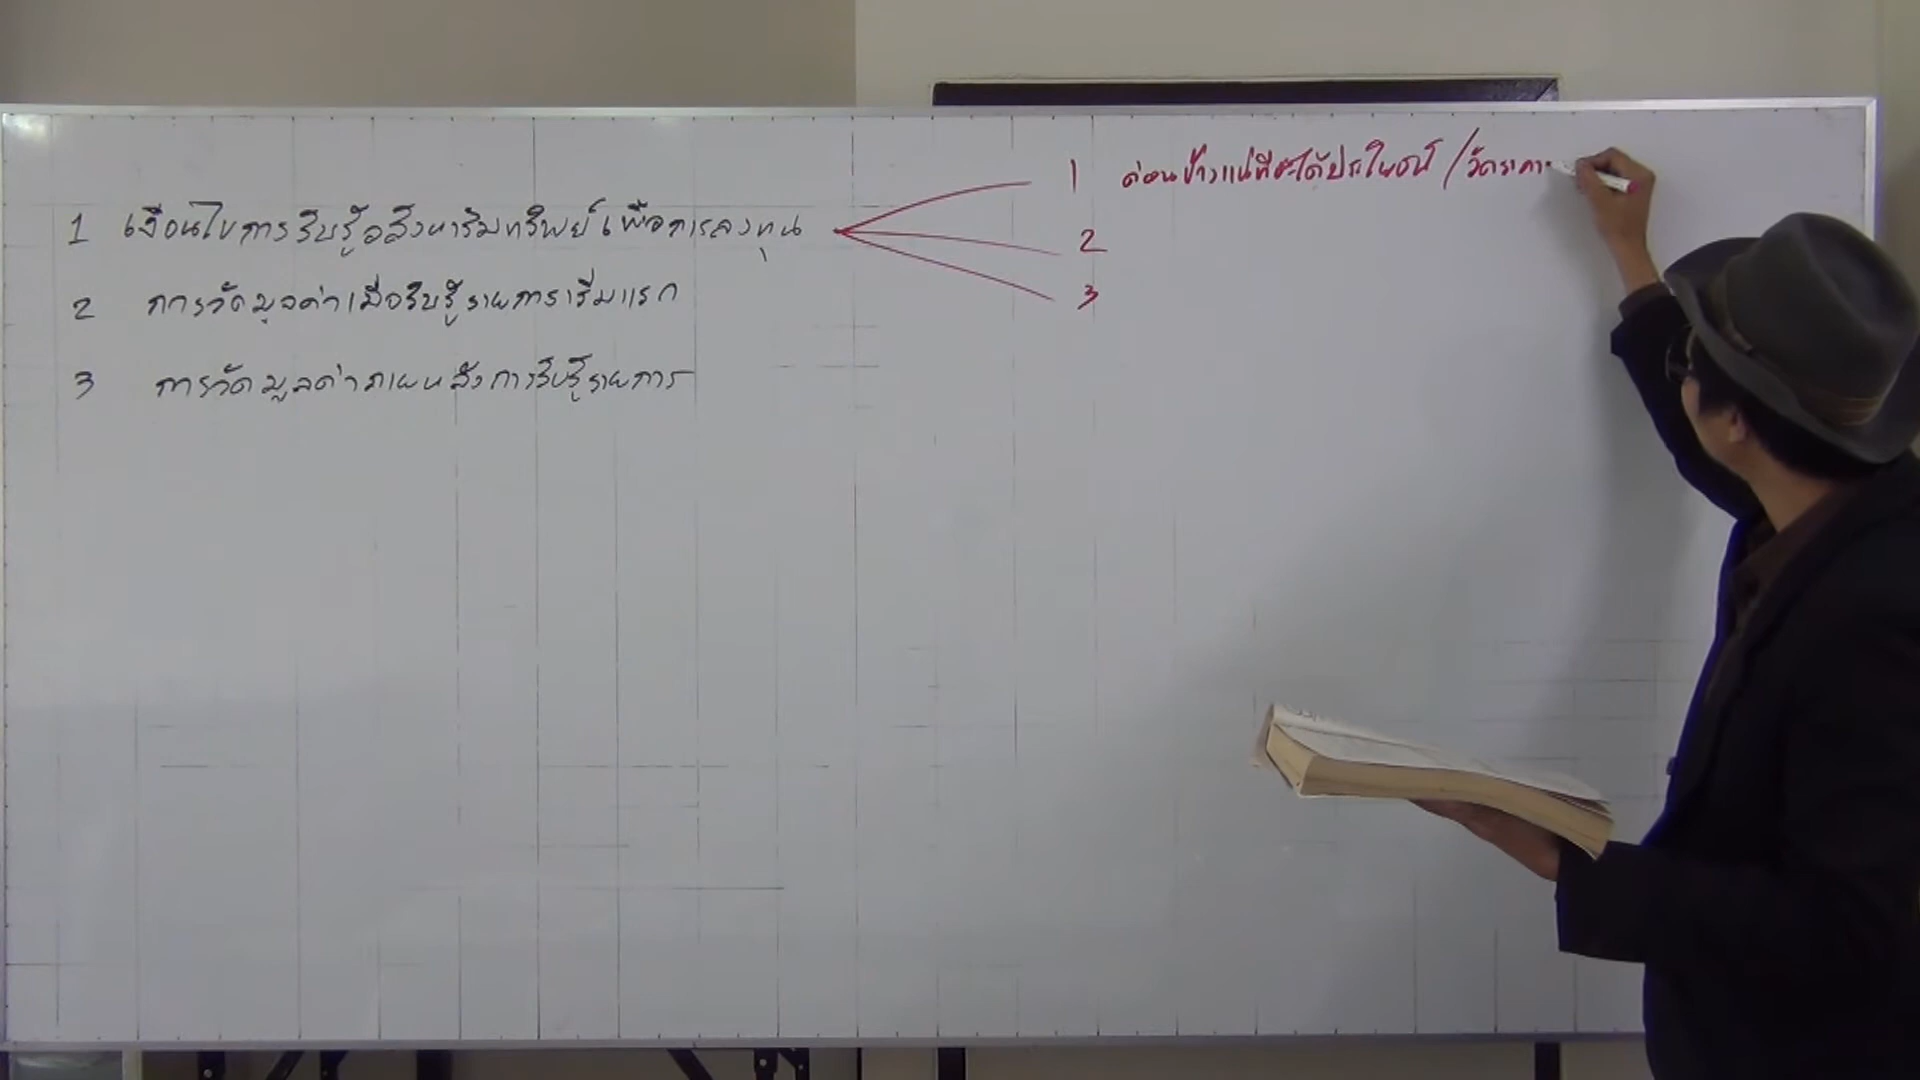 1 เงื่อนไขการรับรู้อสังหาริมทรัพย์เพื่อการลงทุน
2 การวัดมูลค่าเมื่อรับรู้รายการเริ่มแรก
3 การวัดมูลค่าภายหลังการรับรู้รายการ
1 ค่อนข้างแน่ที่จะได้ประโยชน์ / วัดราคา
2
3